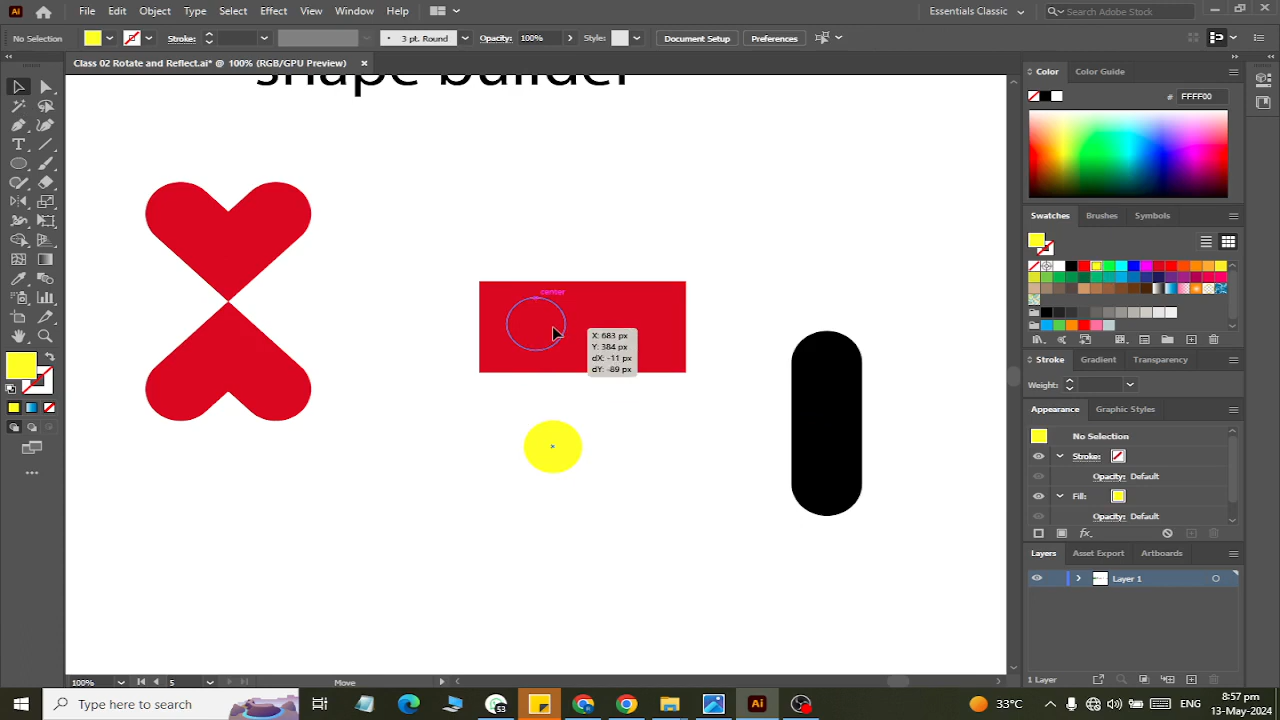 Ai File Edit Object Type Select Effect View Window Help Essentials Classic Search Adobe Stock
No Selection Stroke: 3 pt. Round Opacity: 100% Style: Document Setup Preferences
Class 02 Rotate and Reflect.ai* @ 100% (RGB/GPU Preview)
shape builder
center
X: 683 px
Y: 384 px
dX: -11 px
dY: -89 px
Color Color Guide
# FFFF00
Swatches Brushes Symbols
Stroke Gradient Transparency
Weight:
Appearance Graphic Styles
No Selection
Stroke:
Opacity: Default
Fill:
Opacity: Default
fx
Layers Asset Export Artboards
Layer 1
1 Layer
100% 5 Move
Type here to search
Ai
33°C
8:57 pm
13-May-2024